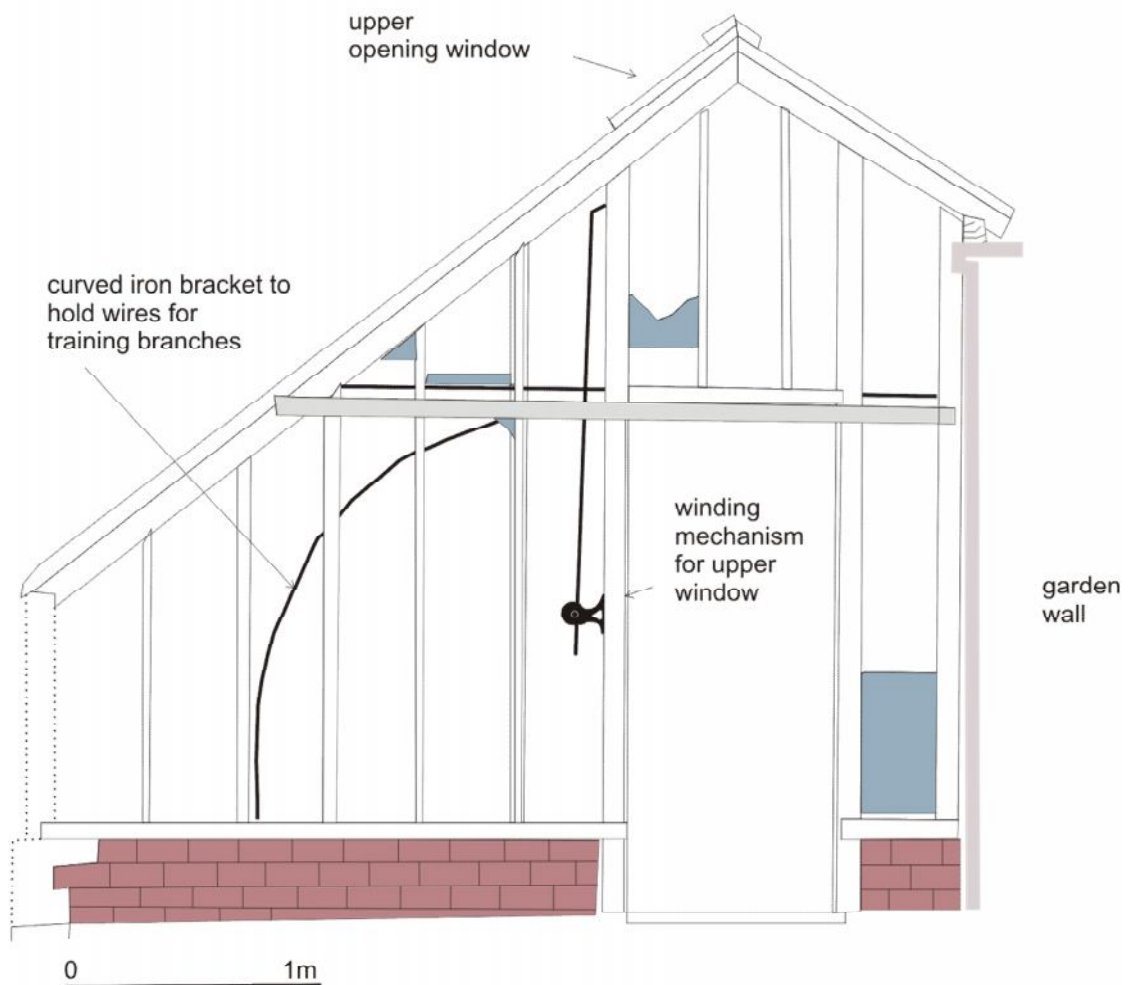 upper
opening window
curved iron bracket to
hold wires for
training branches
winding
mechanism
for upper
window
garden
wall
0 1m